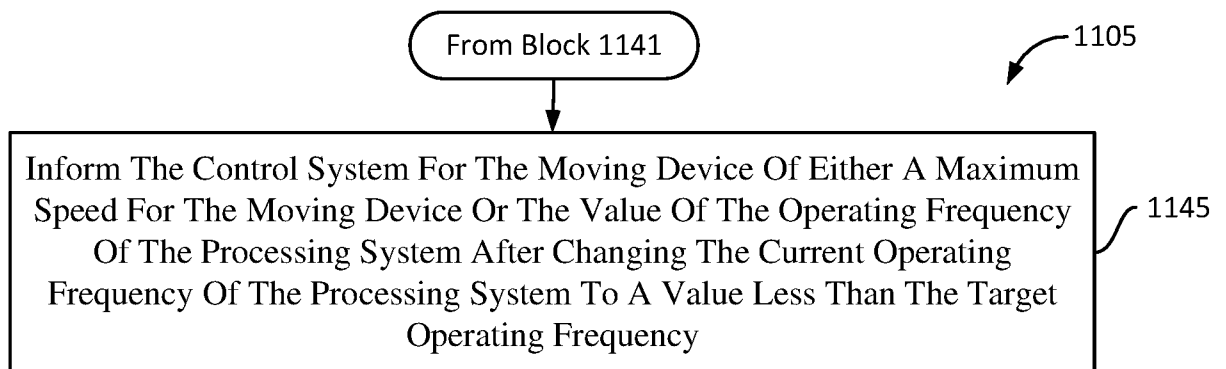 From Block 1141
1105
Inform The Control System For The Moving Device Of Either A Maximum
Speed For The Moving Device Or The Value Of The Operating Frequency
Of The Processing System After Changing The Current Operating
Frequency Of The Processing System To A Value Less Than The Target
Operating Frequency
1145